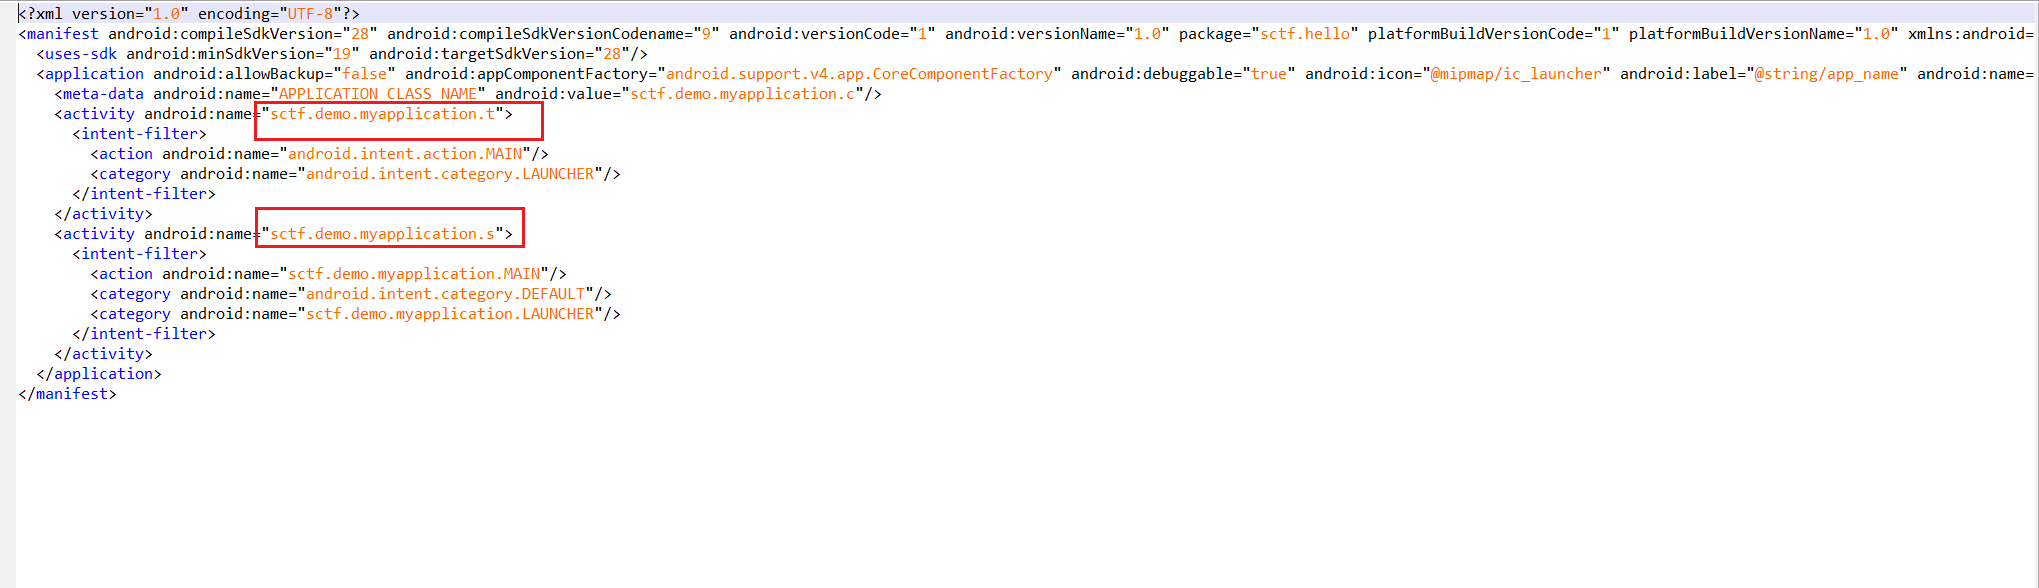 <?xml version="1.0" encoding="UTF-8"?>
<manifest android:compileSdkVersion="28" android:compileSdkVersionCodename="9" android:versionCode="1" android:versionName="1.0" package="sctf.hello" platformBuildVersionCode="1" platformBuildVersionName="1.0" xmlns:android=
<uses-sdk android:minSdkVersion="19" android:targetSdkVersion="28"/>
<application android:allowBackup="false" android:appComponentFactory="android.support.v4.app.CoreComponentFactory" android:debuggable="true" android:icon="@mipmap/ic_launcher" android:label="@string/app_name" android:name=
<meta-data android:name="APPLICATION_CLASS_NAME" android:value="sctf.demo.myapplication.c"/>
<activity android:name="sctf.demo.myapplication.t">
<intent-filter>
<action android:name="android.intent.action.MAIN"/>
<category android:name="android.intent.category.LAUNCHER"/>
</intent-filter>
</activity>
<activity android:name="sctf.demo.myapplication.s">
<intent-filter>
<action android:name="sctf.demo.myapplication.MAIN"/>
<category android:name="android.intent.category.DEFAULT"/>
<category android:name="sctf.demo.myapplication.LAUNCHER"/>
</intent-filter>
</activity>
</application>
</manifest>